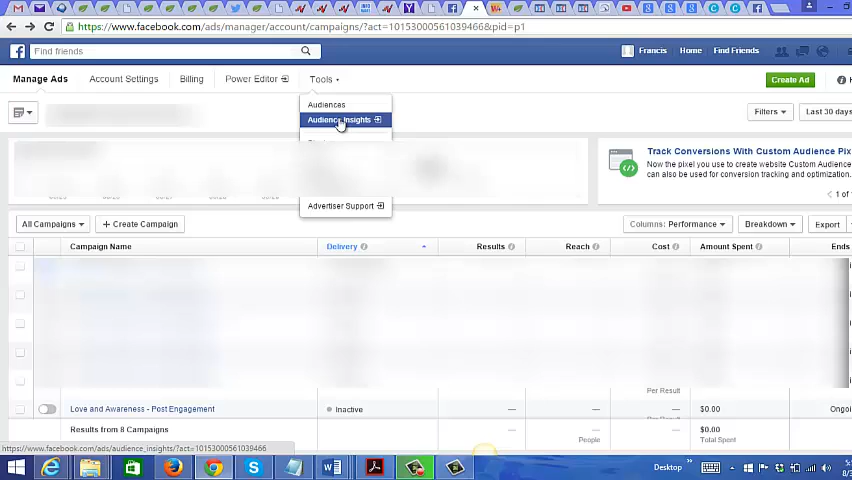 https://www.facebook.com/ads/manager/account/campaigns/?act=101530005610394668&pid=p1
Find friends
Francis Home Find Friends
Manage Ads Account Settings Billing Power Editor Tools Create Ad
Audiences
Filters Last 30 days
Audience Insights
Track Conversions With Custom Audience Pix
Now the pixel you use to create website Custom Audience
can also be used for conversion tracking and optimization.
1 of
Advertiser Support
All Campaigns + Create Campaign Columns: Performance Breakdown Export
Campaign Name Delivery Results Reach Cost Amount Spent Ends
Per Result
Love and Awareness - Post Engagement Inactive — — — $0.00 Ongoi
Results from 8 Campaigns — — — $0.00
People Total Spent
https://www.facebook.com/ads/audience_insights/?act=10153000561039466
Desktop